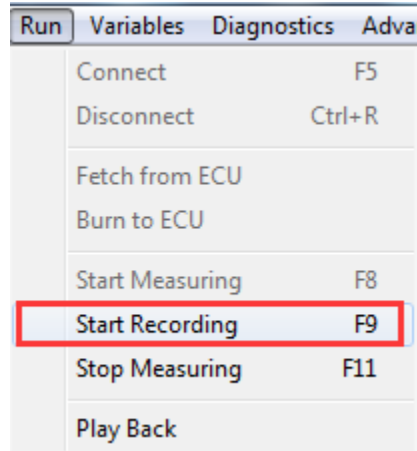 Run Variables Diagnostics Adva
Connect F5
Disconnect Ctrl+R
Fetch from ECU
Burn to ECU
Start Measuring F8
Start Recording F9
Stop Measuring F11
Play Back